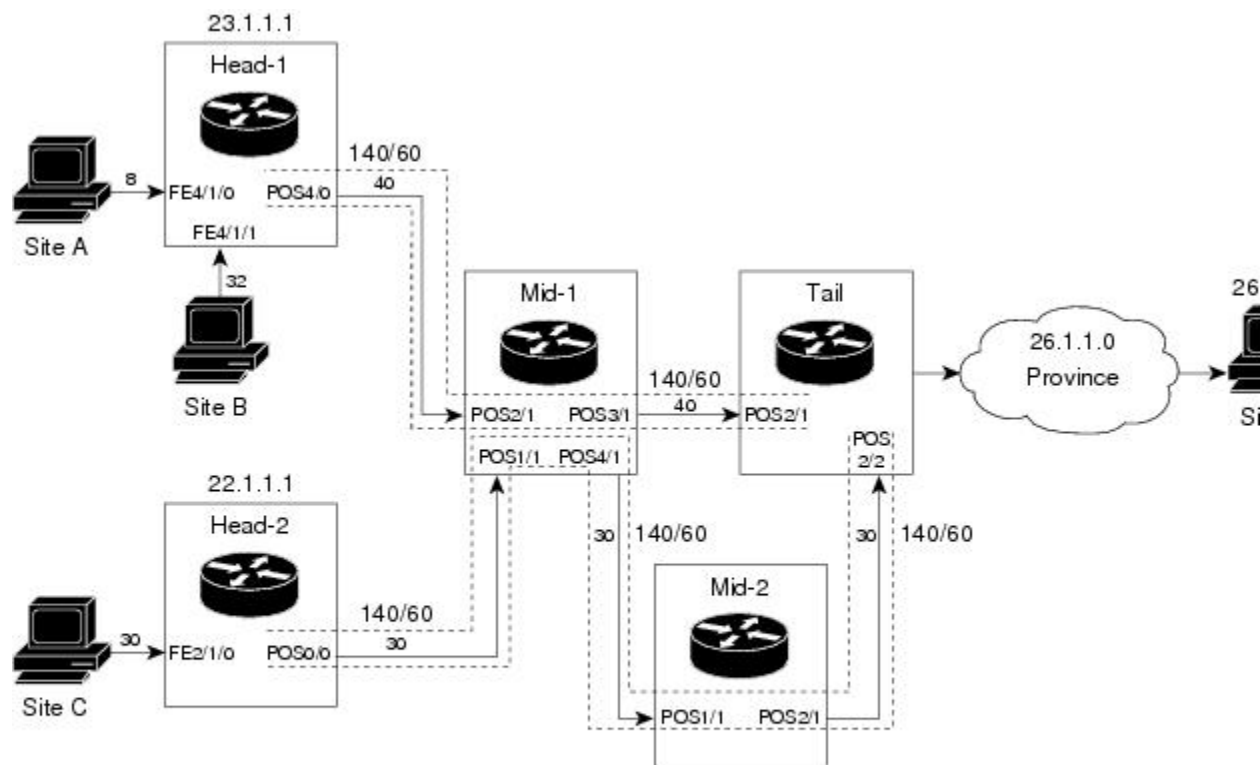 23.1.1.1
Head-1
140/60
8
FE4/1/0
POS4/0
40
Site A
FE4/1/1
32
Site B
Mid-1
Tail
26
26.1.1.0
Province
140/60
POS2/1
POS3/1
40
POS2/1
POS1/1
POS4/1
POS
2/2
Si
22.1.1.1
Head-2
30
140/60
30
140/60
Mid-2
140/60
30
FE2/1/0
POS0/0
30
Site C
POS1/1
POS2/1